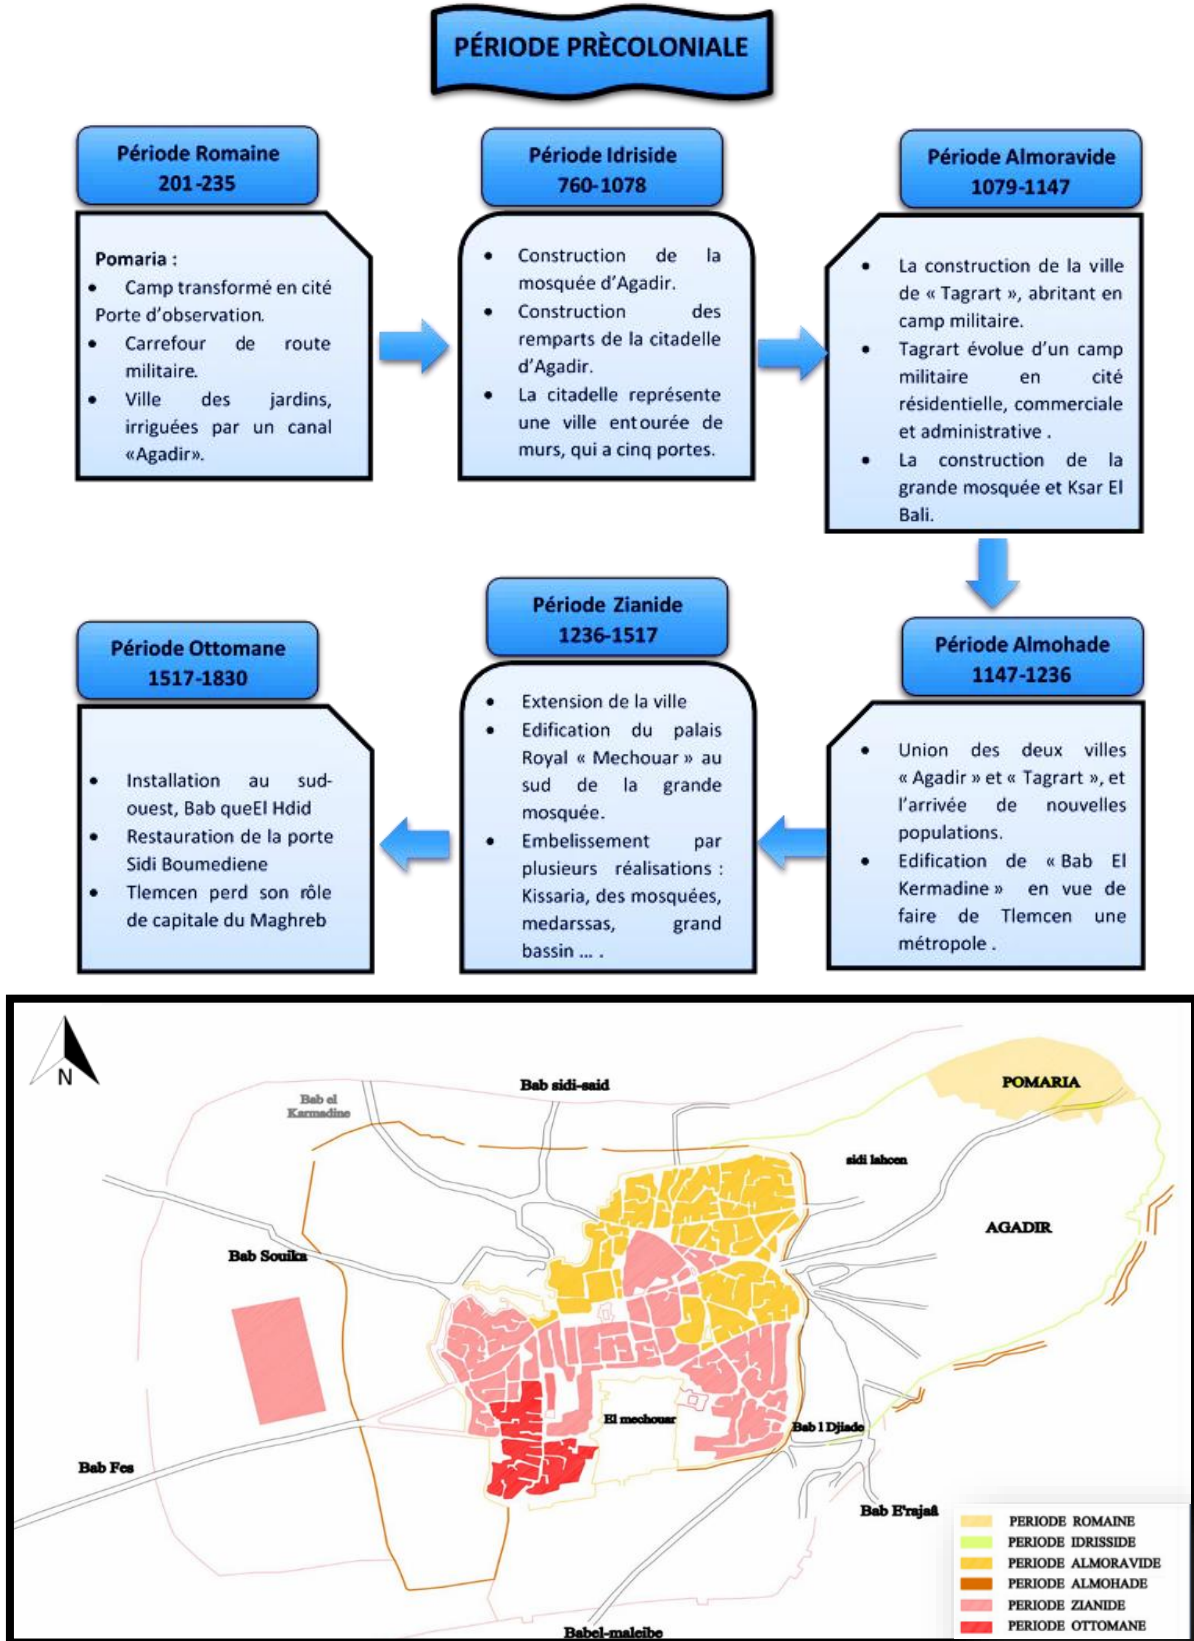 PÉRIODE PRÈCOLONIALE
Période Romaine
201-235
Pomaria :
• Camp transformé en cité
Porte d'observation.
• Carrefour de route
militaire.
• Ville des jardins,
irriguées par un canal
«Agadir».
Période Idriside
760-1078
• Construction de la
mosquée d'Agadir.
• Construction des
remparts de la citadelle
d'Agadir.
• La citadelle représente
une ville entourée de
murs, qui a cinq portes.
Période Almoravide
1079-1147
• La construction de la ville
de « Tagrart », abritant en
camp militaire.
• Tagrart évolue d'un camp
militaire en cité
résidentielle, commerciale
et administrative .
• La construction de la
grande mosquée et Ksar El
Bali.
Période Almohade
1147-1236
• Union des deux villes
« Agadir » et « Tagrart », et
l'arrivée de nouvelles
populations.
• Edification de « Bab El
Kermadine » en vue de
faire de Tlemcen une
métropole .
Période Zianide
1236-1517
• Extension de la ville
• Edification du palais
Royal « Mechouar » au
sud de la grande
mosquée.
• Embelissement par
plusieurs réalisations :
Kissaria, des mosquées,
medarssas, grand
bassin ... .
Période Ottomane
1517-1830
• Installation au sud-
ouest, Bab queEl Hdid
• Restauration de la porte
Sidi Boumediene
• Tlemcen perd son rôle
de capitale du Maghreb
N
Bab el
Karmadine
Bab sidi-said
POMARIA
sidi lahcen
AGADIR
Bab Souika
El mechouar
Bab l Djiade
Bab Fes
Bab E'rajaâ
Babel-maleibe
PERIODE ROMAINE
PERIODE IDRISSIDE
PERIODE ALMORAVIDE
PERIODE ALMOHADE
PERIODE ZIANIDE
PERIODE OTTOMANE